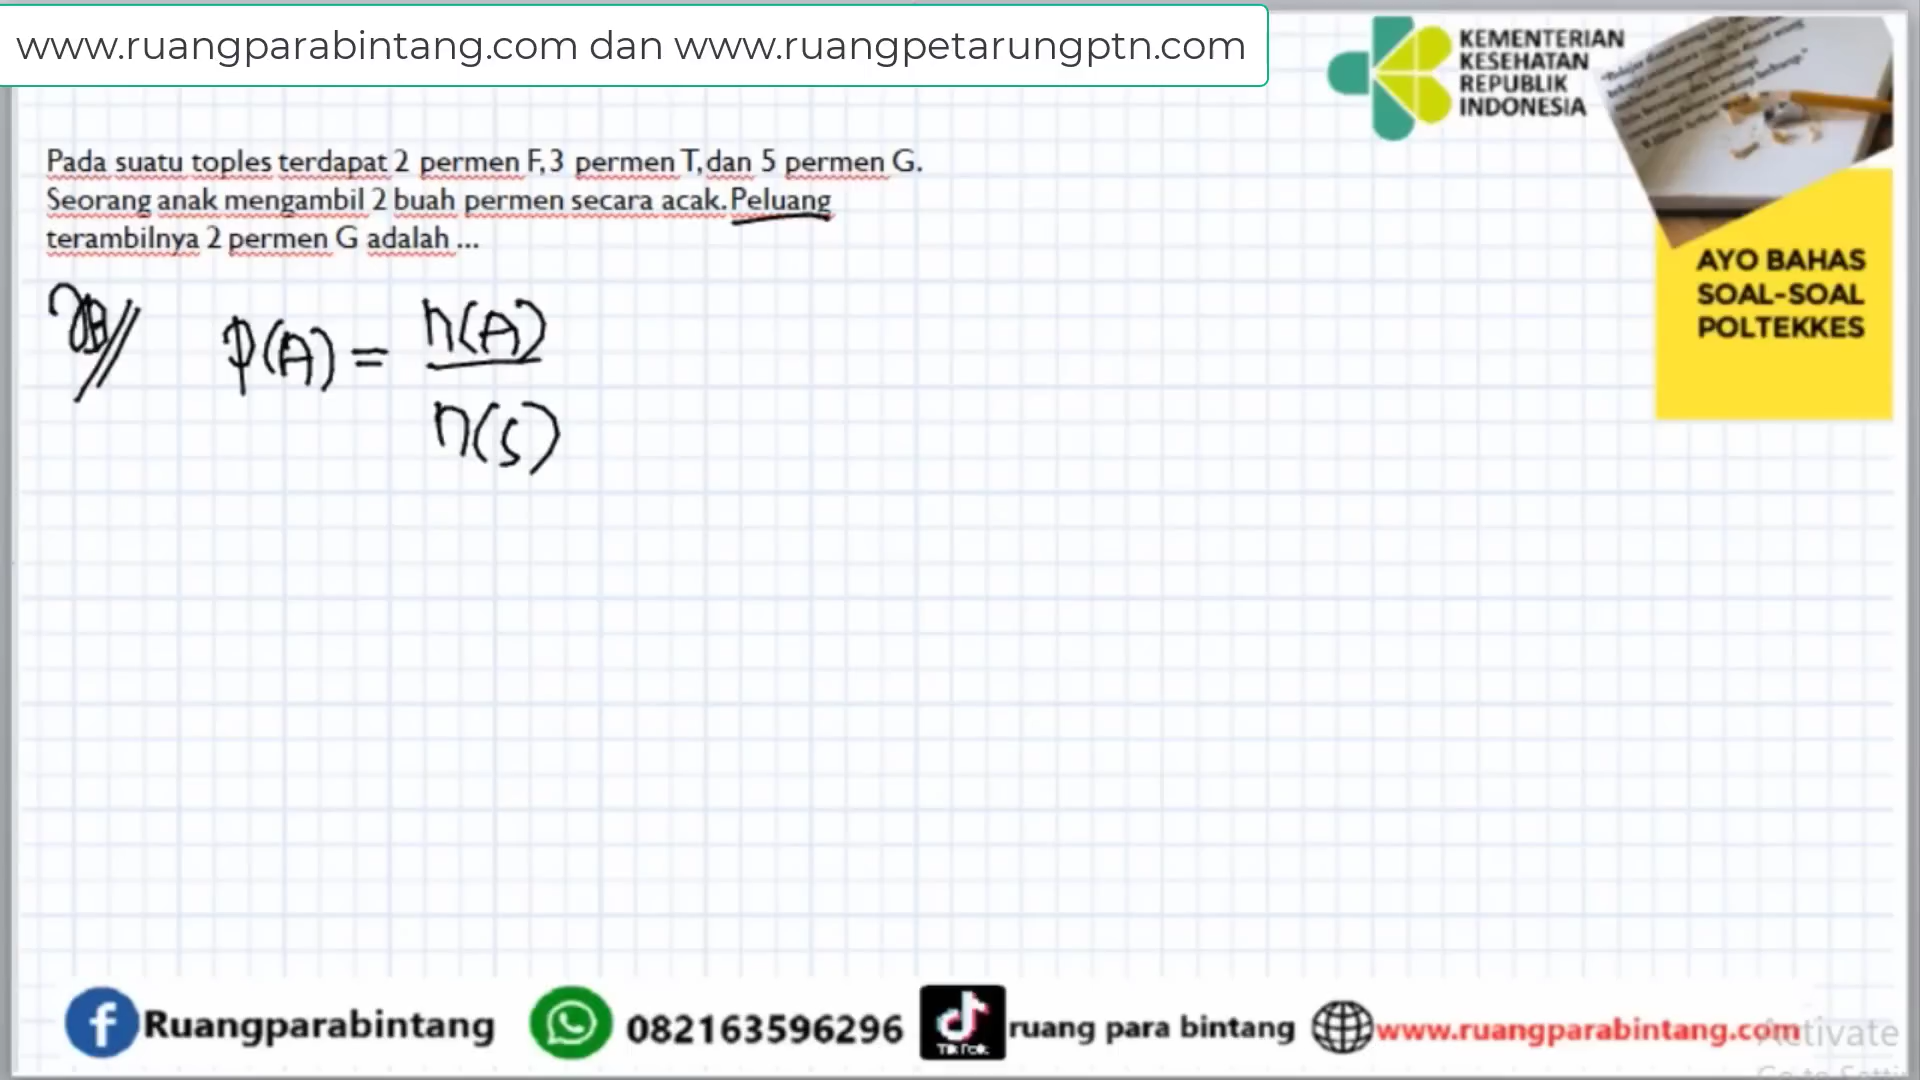 www.ruangparabintang.com dan www.ruangpetarungptn.com
KEMENTERIAN
KESEHATAN
REPUBLIK
INDONESIA
Pada suatu toples terdapat 2 permen F, 3 permen T, dan 5 permen G.
Seorang anak mengambil 2 buah permen secara acak. Peluang
terambilnya 2 permen G adalah ...
AYO BAHAS
SOAL-SOAL
POLTEKKES
P(A) = n(A)
n(S)
Ruangparabintang
082163596296
TikTok
ruang para bintang
www.ruangparabintang.com
Activate